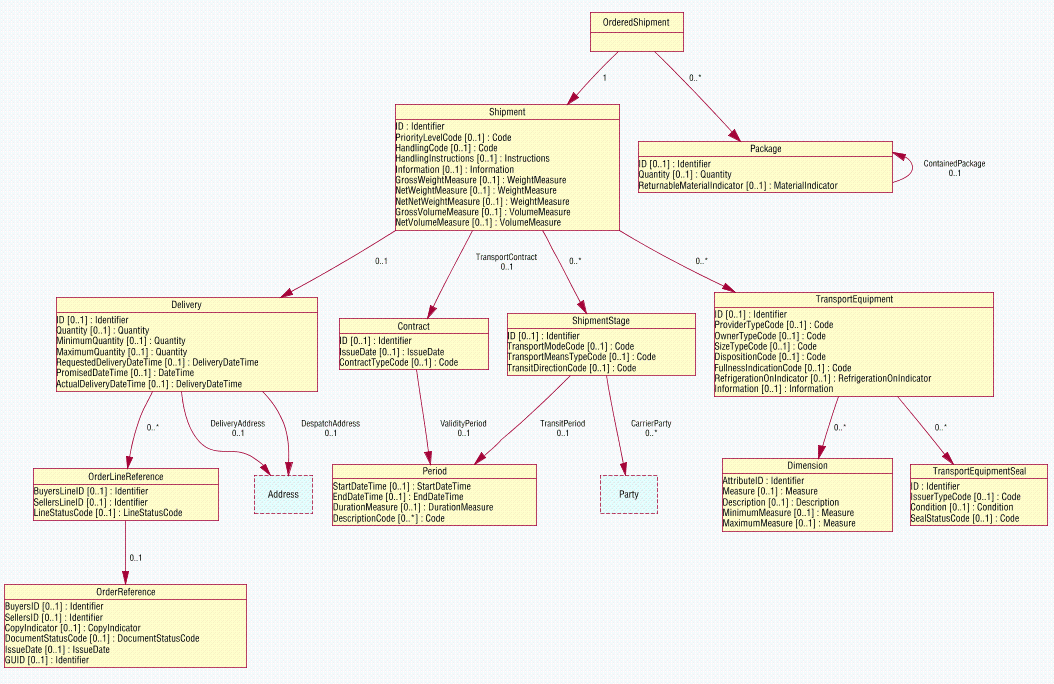 OrderedShipment
1
0..*
Shipment
ID : Identifier
PriorityLevelCode [0..1] : Code
HandlingCode [0..1] : Code
HandlingInstructions [0..1] : Instructions
Information [0..1] : Information
GrossWeightMeasure [0..1] : WeightMeasure
NetWeightMeasure [0..1] : WeightMeasure
NetNetWeightMeasure [0..1] : WeightMeasure
GrossVolumeMeasure [0..1] : VolumeMeasure
NetVolumeMeasure [0..1] : VolumeMeasure
Package
ID [0..1] : Identifier
Quantity [0..1] : Quantity
ReturnableMaterialIndicator [0..1] : MaterialIndicator
ContainedPackage
0..1
0..1
TransportContract
0..1
0..*
0..*
Delivery
ID [0..1] : Identifier
Quantity [0..1] : Quantity
MinimumQuantity [0..1] : Quantity
MaximumQuantity [0..1] : Quantity
RequestedDeliveryDateTime [0..1] : DeliveryDateTime
PromisedDateTime [0..1] : DateTime
ActualDeliveryDateTime [0..1] : DeliveryDateTime
Contract
ID [0..1] : Identifier
IssueDate [0..1] : IssueDate
ContractTypeCode [0..1] : Code
ShipmentStage
ID [0..1] : Identifier
TransportModeCode [0..1] : Code
TransportMeansTypeCode [0..1] : Code
TransitDirectionCode [0..1] : Code
TransportEquipment
ID [0..1] : Identifier
ProviderTypeCode [0..1] : Code
OwnerTypeCode [0..1] : Code
SizeTypeCode [0..1] : Code
DispositionCode [0..1] : Code
FullnessIndicationCode [0..1] : Code
RefrigerationOnIndicator [0..1] : RefrigerationOnIndicator
Information [0..1] : Information
0..*
DeliveryAddress
0..1
DespatchAddress
0..1
ValidityPeriod
0..1
TransitPeriod
0..1
CarrierParty
0..*
0..*
0..*
OrderLineReference
BuyersLineID [0..1] : Identifier
SellersLineID [0..1] : Identifier
LineStatusCode [0..1] : LineStatusCode
Address
Period
StartDateTime [0..1] : StartDateTime
EndDateTime [0..1] : EndDateTime
DurationMeasure [0..1] : DurationMeasure
DescriptionCode [0..*] : Code
Party
Dimension
AttributeID : Identifier
Measure [0..1] : Measure
Description [0..1] : Description
MinimumMeasure [0..1] : Measure
MaximumMeasure [0..1] : Measure
TransportEquipmentSeal
ID : Identifier
IssuerTypeCode [0..1] : Code
Condition [0..1] : Condition
SealStatusCode [0..1] : Code
0..1
OrderReference
BuyersID [0..1] : Identifier
SellersID [0..1] : Identifier
CopyIndicator [0..1] : CopyIndicator
DocumentStatusCode [0..1] : DocumentStatusCode
IssueDate [0..1] : IssueDate
GUID [0..1] : Identifier